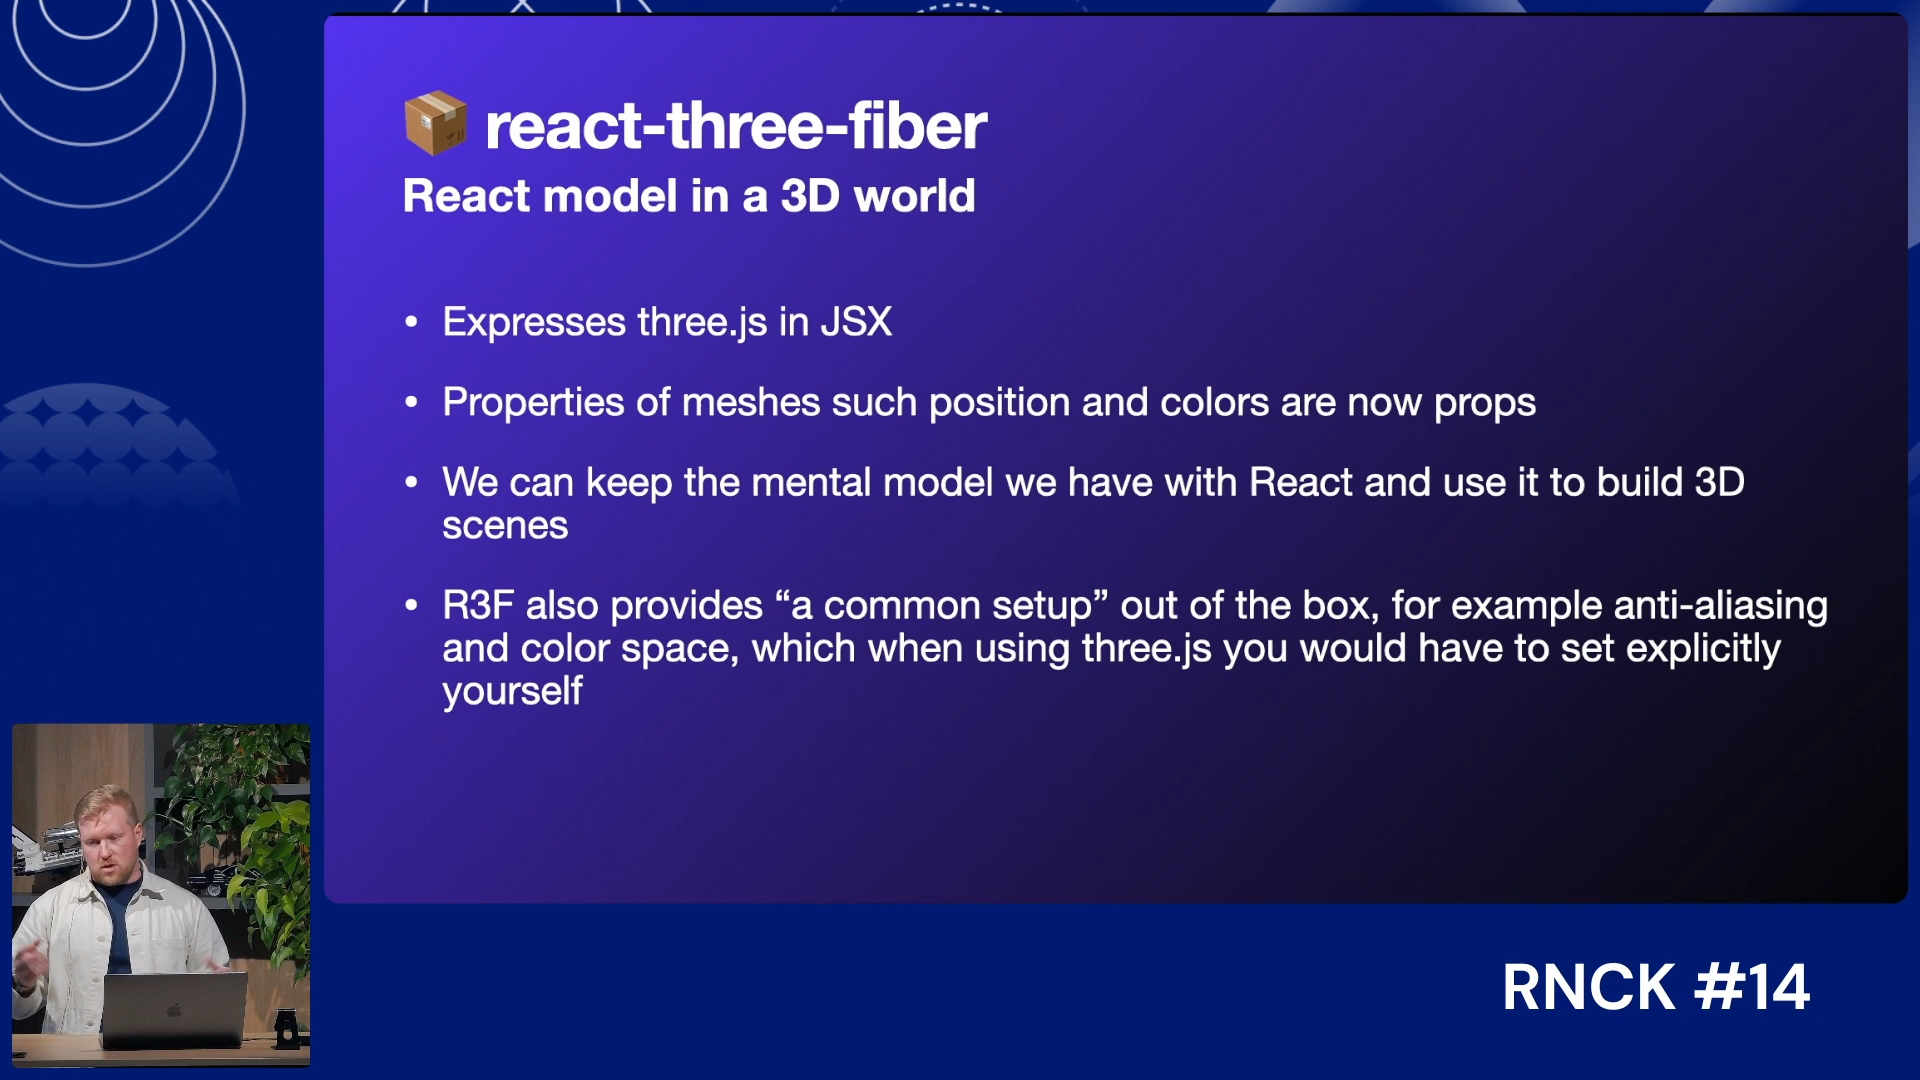 react-three-fiber
React model in a 3D world
• Expresses three.js in JSX
• Properties of meshes such position and colors are now props
• We can keep the mental model we have with React and use it to build 3D
scenes
• R3F also provides “a common setup” out of the box, for example anti-aliasing
and color space, which when using three.js you would have to set explicitly
yourself
RNCK #14